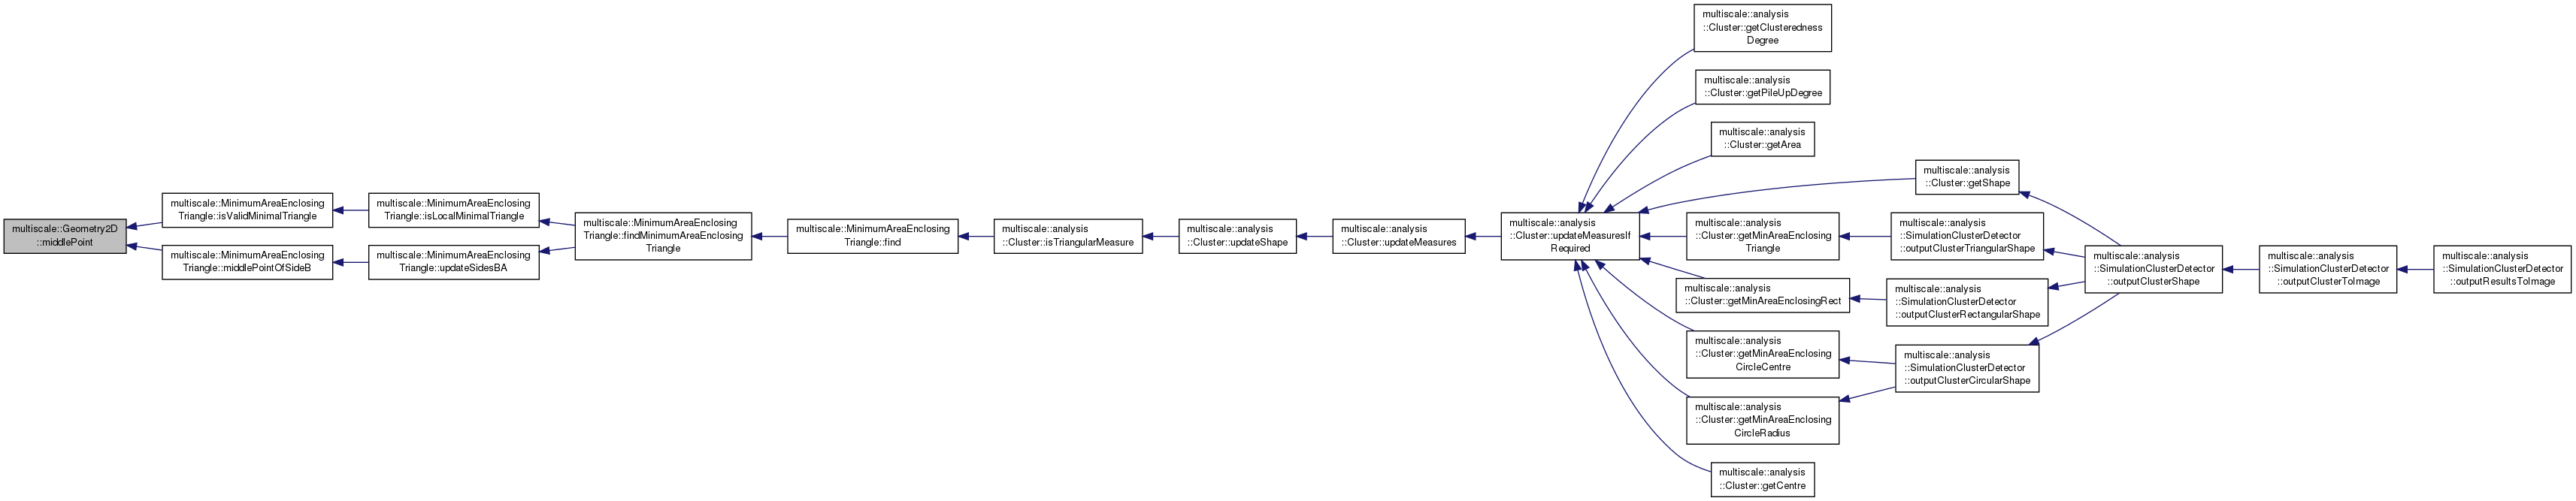 multiscale::Geometry2D
::middlePoint
multiscale::MinimumAreaEnclosing
Triangle::isValidMinimalTriangle
multiscale::MinimumAreaEnclosing
Triangle::middlePointOfSideB
multiscale::MinimumAreaEnclosing
Triangle::isLocalMinimalTriangle
multiscale::MinimumAreaEnclosing
Triangle::updateSidesBA
multiscale::MinimumAreaEnclosing
Triangle::findMinimumAreaEnclosing
Triangle
multiscale::MinimumAreaEnclosing
Triangle::find
multiscale::analysis
::Cluster::isTriangularMeasure
multiscale::analysis
::Cluster::updateShape
multiscale::analysis
::Cluster::updateMeasures
multiscale::analysis
::Cluster::updateMeasuresIf
Required
multiscale::analysis
::Cluster::getClusteredness
Degree
multiscale::analysis
::Cluster::getPileUpDegree
multiscale::analysis
::Cluster::getArea
multiscale::analysis
::Cluster::getShape
multiscale::analysis
::Cluster::getMinAreaEnclosing
Triangle
multiscale::analysis
::SimulationClusterDetector
::outputClusterTriangularShape
multiscale::analysis
::Cluster::getMinAreaEnclosingRect
multiscale::analysis
::SimulationClusterDetector
::outputClusterRectangularShape
multiscale::analysis
::Cluster::getMinAreaEnclosing
CircleCentre
multiscale::analysis
::SimulationClusterDetector
::outputClusterCircularShape
multiscale::analysis
::Cluster::getMinAreaEnclosing
CircleRadius
multiscale::analysis
::Cluster::getCentre
multiscale::analysis
::SimulationClusterDetector
::outputClusterShape
multiscale::analysis
::SimulationClusterDetector
::outputClusterToImage
multiscale::analysis
::SimulationClusterDetector
::outputResultsToImage